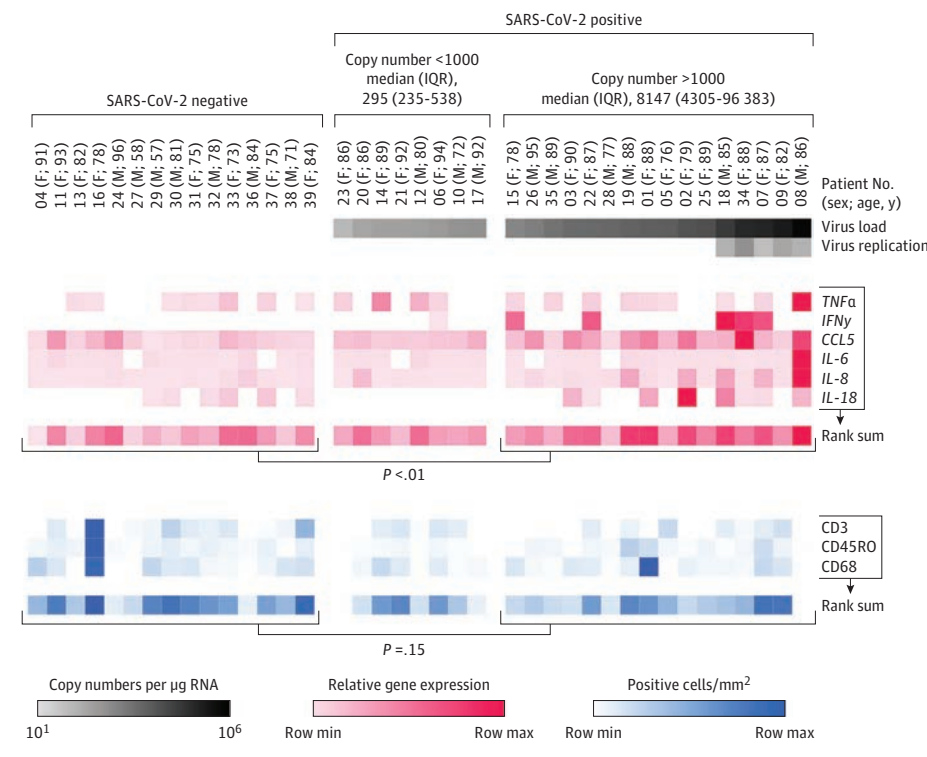 SARS-CoV-2 positive
Copy number <1000
median (IQR),
295 (235-538)
Copy number >1000
median (IQR), 8147 (4305-96 383)
SARS-CoV-2 negative
04 (F; 91)
11 (F; 93)
13 (F; 82)
16 (F; 78)
24 (M; 96)
27 (M; 58)
29 (M; 57)
30 (M; 81)
31 (F; 75)
32 (M; 78)
33 (F; 73)
36 (M; 84)
37 (F; 75)
38 (M; 71)
39 (F; 84)
23 (F; 86)
20 (F; 86)
14 (F; 89)
21 (F; 92)
12 (M; 80)
06 (F; 94)
10 (M; 72)
17 (M; 92)
15 (F; 78)
26 (M; 95)
35 (M; 89)
03 (F; 90)
22 (F; 87)
28 (M; 77)
19 (M; 88)
01 (F; 88)
05 (F; 76)
02 (F; 79)
25 (F; 89)
18 (M; 85)
34 (F; 88)
07 (F; 87)
09 (F; 82)
08 (M; 86)
Patient No.
(sex; age, y)
Virus load
Virus replication
TNFα
IFNγ
CCL5
IL-6
IL-8
IL-18
Rank sum
P <.01
CD3
CD45RO
CD68
Rank sum
P =.15
Copy numbers per µg RNA
10¹ 10⁶
Relative gene expression
Row min Row max
Positive cells/mm²
Row min Row max